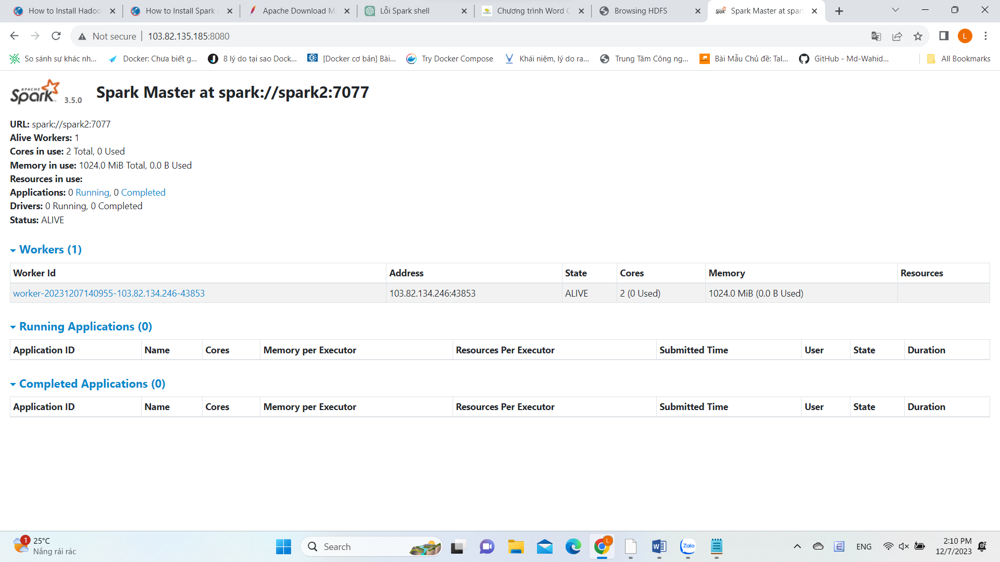 How to Install Hadoo
How to Install Spark
Apache Download Mi
Lỗi Spark shell
Chương trình Word C
Browsing HDFS
Spark Master at spar
Not secure
103.82.135.185:8080
L
So sánh sự khác nh...
Docker: Chưa biết g...
8 lý do tại sao Dock...
[Docker cơ bản] Bài...
Try Docker Compose
Khái niệm, lý do ra...
Trung Tâm Công ng...
Bài Mẫu Chủ đề: Tal...
GitHub - Md-Wahid...
All Bookmarks
APACHE
Spark 3.5.0
Spark Master at spark://spark2:7077
URL: spark://spark2:7077
Alive Workers: 1
Cores in use: 2 Total, 0 Used
Memory in use: 1024.0 MiB Total, 0.0 B Used
Resources in use:
Applications: 0 Running, 0 Completed
Drivers: 0 Running, 0 Completed
Status: ALIVE
Workers (1)
Worker Id Address State Cores Memory Resources
worker-20231207140955-103.82.134.246-43853 103.82.134.246:43853 ALIVE 2 (0 Used) 1024.0 MiB (0.0 B Used)
Running Applications (0)
Application ID Name Cores Memory per Executor Resources Per Executor Submitted Time User State Duration
Completed Applications (0)
Application ID Name Cores Memory per Executor Resources Per Executor Submitted Time User State Duration
1
25°C
Nắng rải rác
Search
L
Zalo
ENG
2:10 PM
12/7/2023